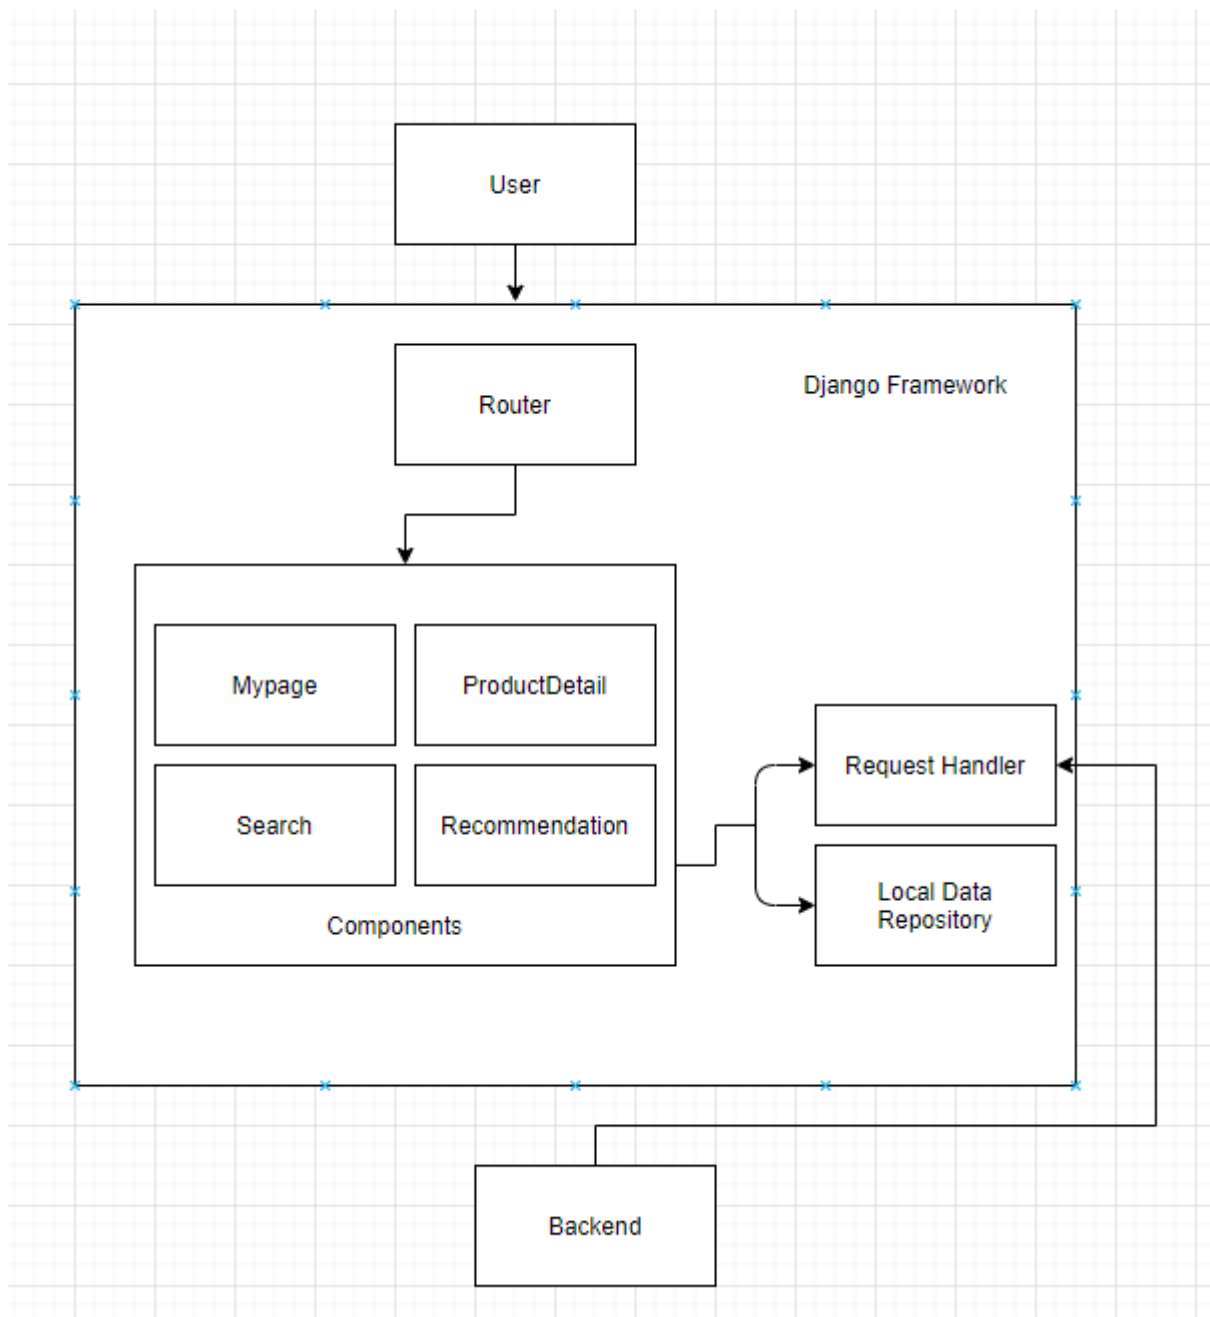 User
Router
Django Framework
Mypage
ProductDetail
Search
Recommendation
Components
Request Handler
Local Data
Repository
Backend